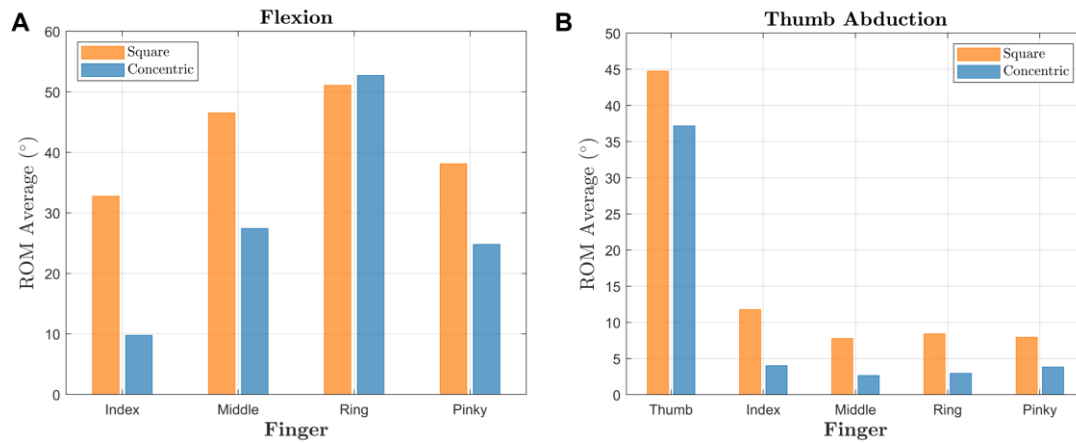 A
Flexion
Square
Concentric
60
50
40
30
20
10
0
ROM Average (°)
Index Middle Ring Pinky
Finger
B
Thumb Abduction
Square
Concentric
50
45
40
35
30
25
20
15
10
5
0
ROM Average (°)
Thumb Index Middle Ring Pinky
Finger